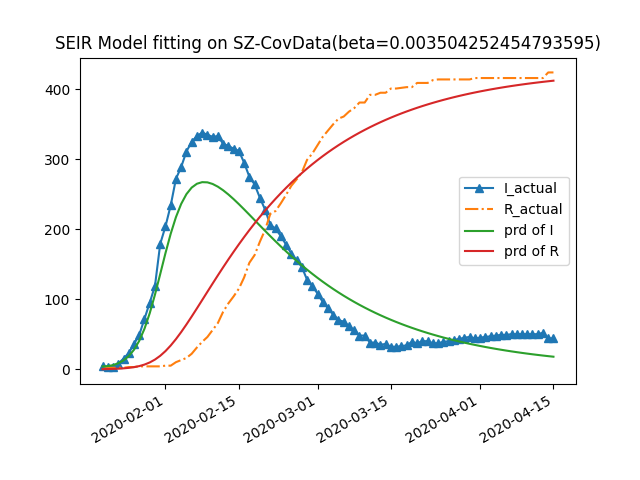 SEIR Model fitting on SZ-CovData(beta=0.003504252454793595)
400
300
200
100
0
I_actual
R_actual
prd of I
prd of R
2020-02-01
2020-02-15
2020-03-01
2020-03-15
2020-04-01
2020-04-15